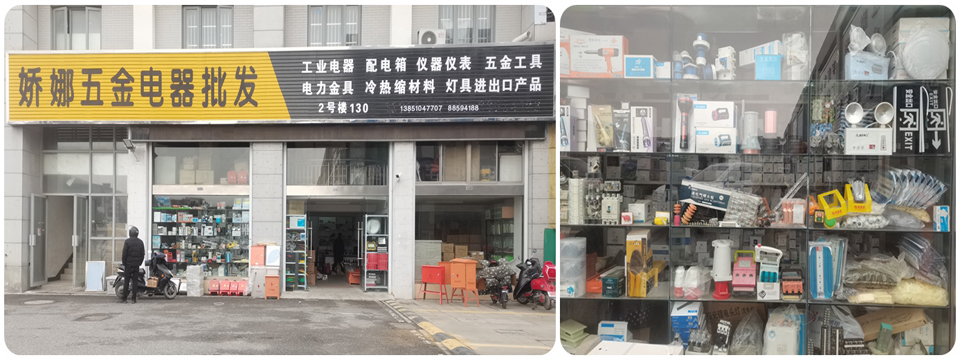 娇娜五金电器批发
工业电器 配电箱 仪器仪表 五金工具
电力金具 冷热缩材料 灯具进出口产品
2号楼130 13851047707 88594188
EXIT